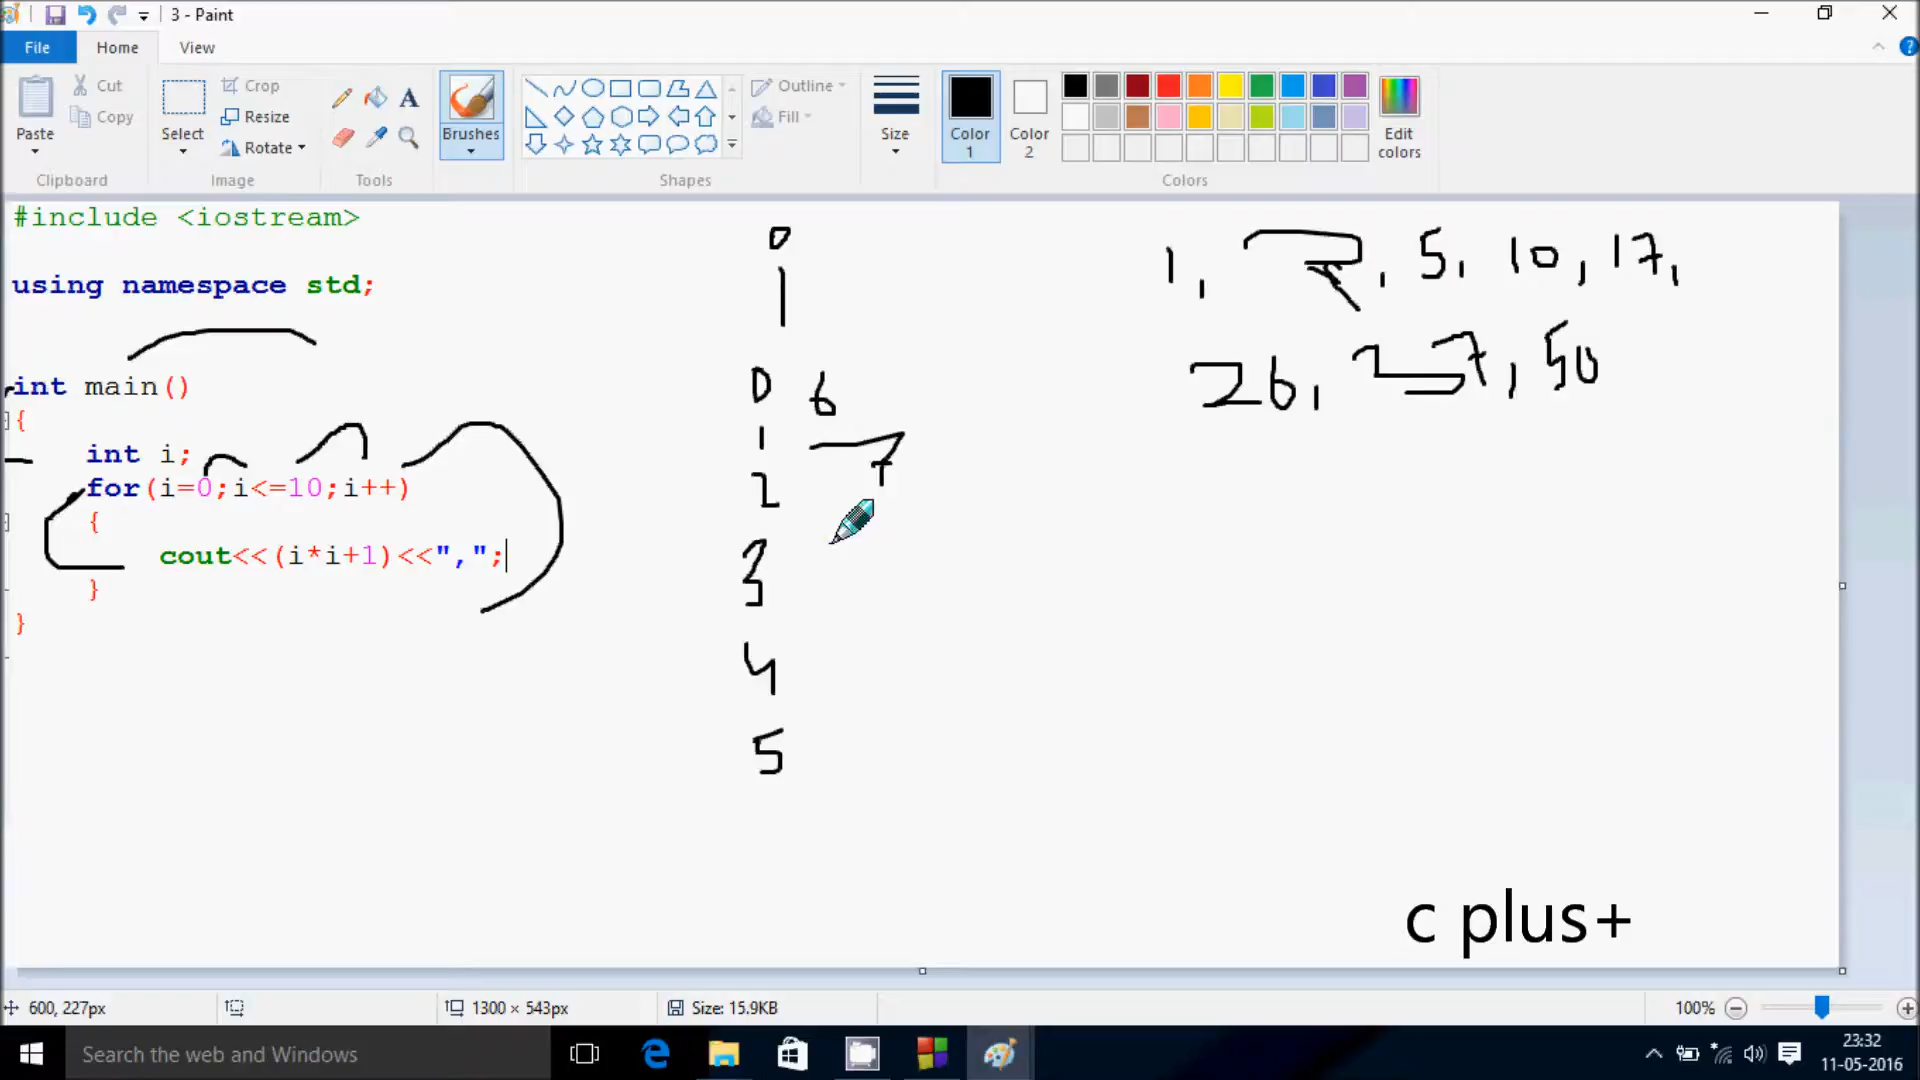 3 - Paint
File Home View
Paste
Cut
Copy
Clipboard
Select
Crop
Resize
Rotate
Image
A
Tools
Brushes
Outline
Fill
Shapes
Size
Color 1
Color 2
Edit colors
Colors
#include <iostream>
using namespace std;
int main()
{
int i;
for(i=0;i<=10;i++)
{
cout<<(i*i+1)<<",";
}
}
0
1
0 6
1 7
2
3
4
5
1, 2, 5, 10, 17,
26, 37, 50
c plus+
600, 227px
1300 × 543px
Size: 15.9KB
100%
Search the web and Windows
23:32
11-05-2016